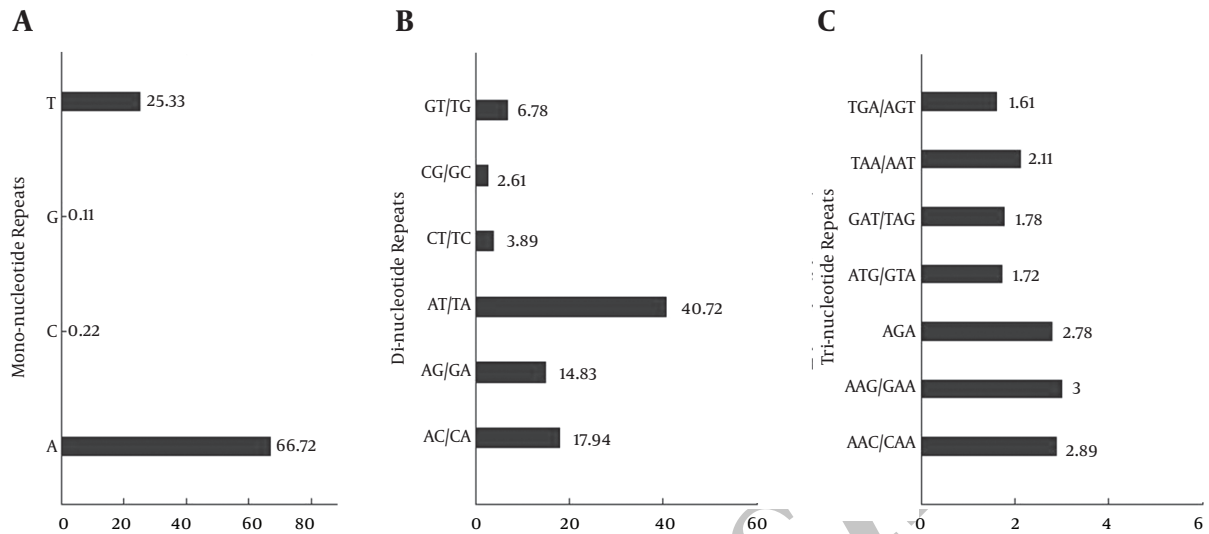 A
Mono-nucleotide Repeats
T 25.33
G 0.11
C 0.22
A 66.72
0 20 40 60 80
B
Di-nucleotide Repeats
GT/TG 6.78
CG/GC 2.61
CT/TC 3.89
AT/TA 40.72
AG/GA 14.83
AC/CA 17.94
0 20 40 60
C
Tri-nucleotide Repeats
TGA/AGT 1.61
TAA/AAT 2.11
GAT/TAG 1.78
ATG/GTA 1.72
AGA 2.78
AAG/GAA 3
AAC/CAA 2.89
0 2 4 6